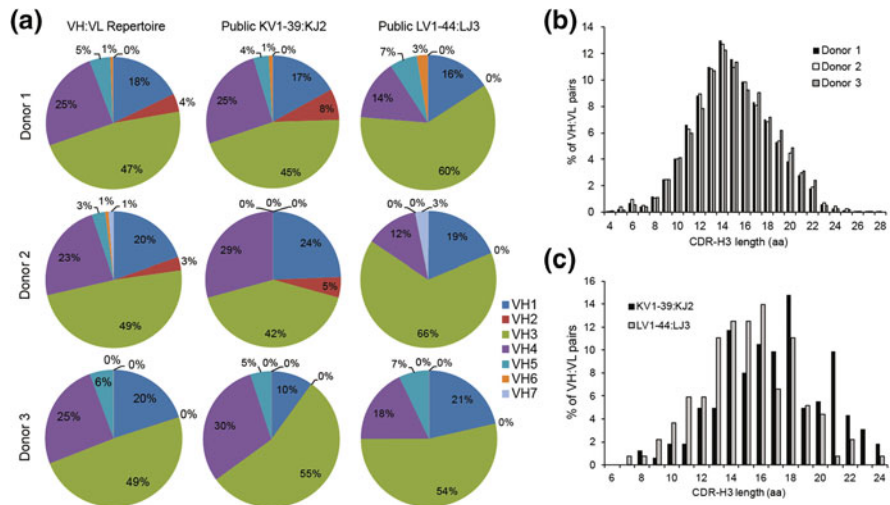 (a)
VH:VL Repertoire
Public KV1-39:KJ2
Public LV1-44:LJ3
Donor 1
5%
1%
0%
18%
4%
47%
25%
4%
1%
0%
17%
8%
45%
25%
7%
3%
0%
16%
0%
60%
14%
Donor 2
3%
1%
1%
20%
3%
49%
23%
0%
0%
0%
24%
5%
42%
29%
0%
0%
3%
19%
0%
66%
12%
VH1
VH2
VH3
VH4
VH5
VH6
VH7
Donor 3
6%
0%
0%
20%
0%
49%
25%
5%
0%
0%
10%
0%
55%
30%
7%
0%
0%
21%
0%
54%
18%
(b)
% of VH:VL pairs
14
12
10
8
6
4
2
0
Donor 1
Donor 2
Donor 3
4 6 8 10 12 14 16 18 20 22 24 26 28
CDR-H3 length (aa)
(c)
% of VH:VL pairs
16
14
12
10
8
6
4
2
0
KV1-39:KJ2
LV1-44:LJ3
6 8 10 12 14 16 18 20 22 24
CDR-H3 length (aa)